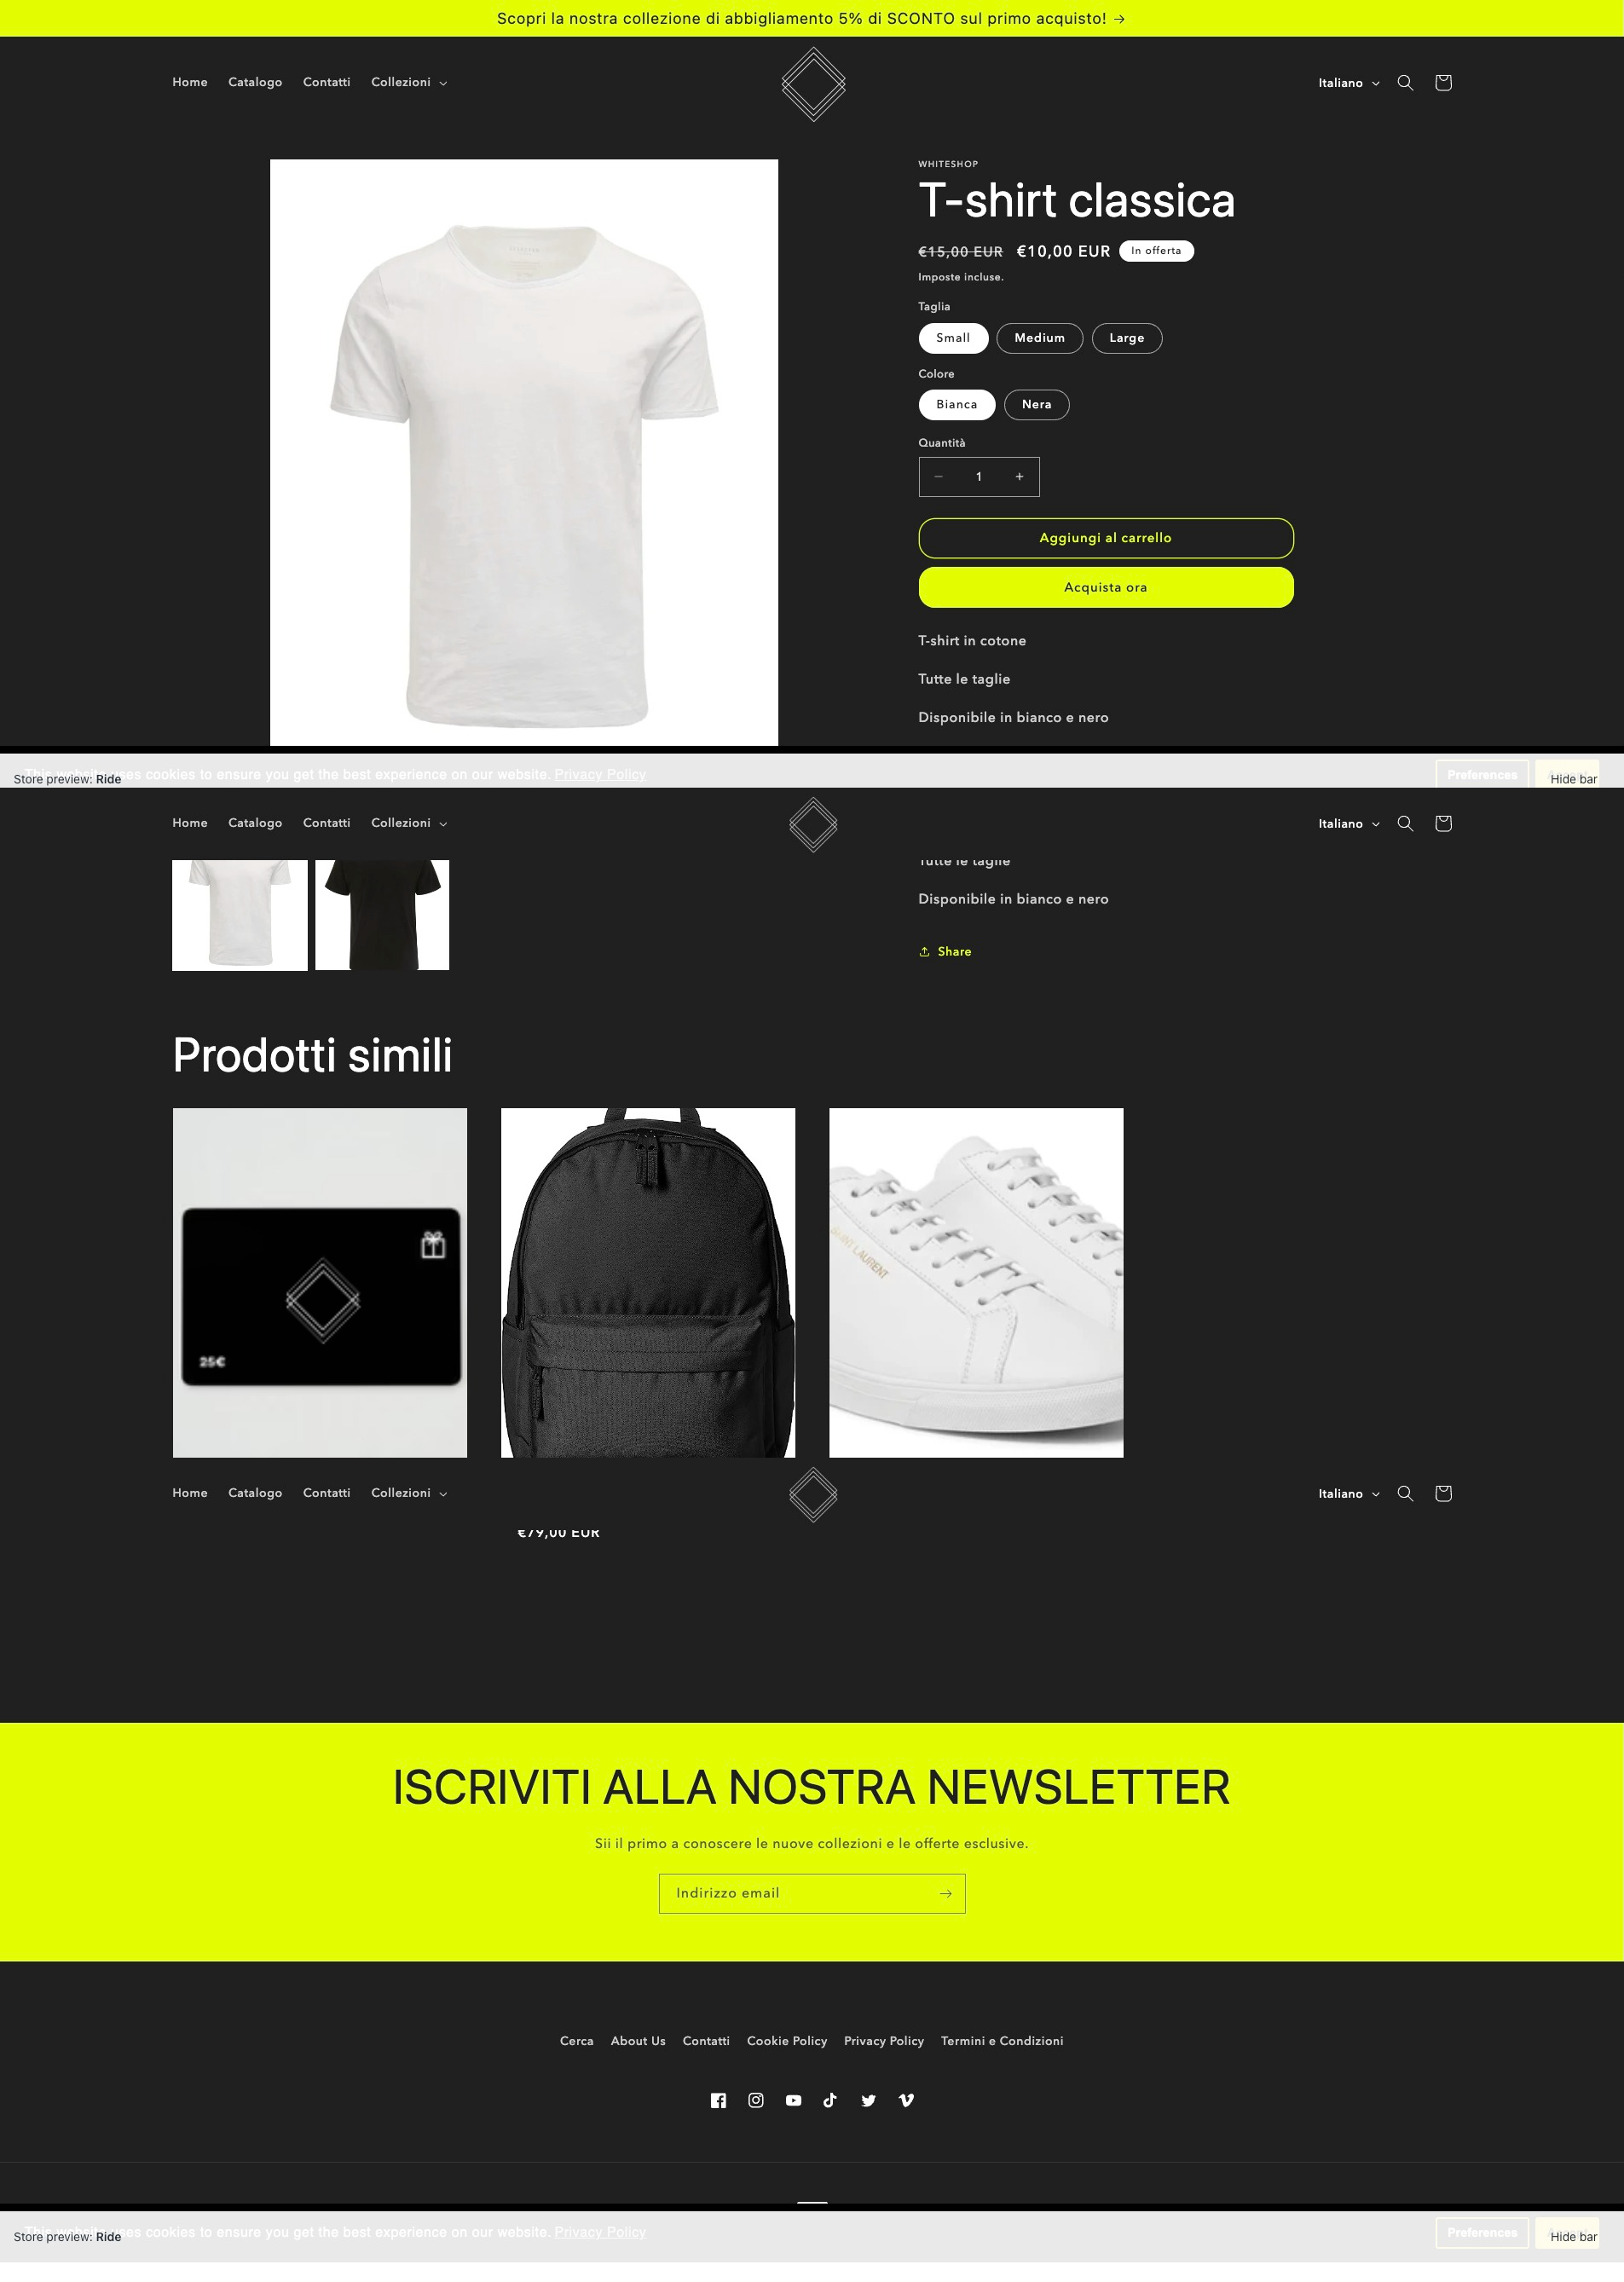 Scopri la nostra collezione di abbigliamento 5% di SCONTO sul primo acquisto! →
Home Catalogo Contatti Collezioni
Italiano
WHITESHOP
T-shirt classica
€15,00 EUR €10,00 EUR In offerta
Imposte incluse.
Taglia
Small Medium Large
Colore
Bianca Nera
Quantità
− 1 +
Aggiungi al carrello
Acquista ora
T-shirt in cotone
Tutte le taglie
Disponibile in bianco e nero
uses cookies to ensure you get the best experience on our website. Privacy Policy
Preferences
Store preview: Ride
Hide bar
Home Catalogo Contatti Collezioni
Italiano
Tutte le taglie
Disponibile in bianco e nero
Share
Prodotti simili
25€
SAINT LAURENT
Home Catalogo Contatti Collezioni
Italiano
€79,00 EUR
ISCRIVITI ALLA NOSTRA NEWSLETTER
Sii il primo a conoscere le nuove collezioni e le offerte esclusive.
Indirizzo email →
Cerca About Us Contatti Cookie Policy Privacy Policy Termini e Condizioni
uses cookies to ensure you get the best experience on our website. Privacy Policy
Preferences
Store preview: Ride
Hide bar